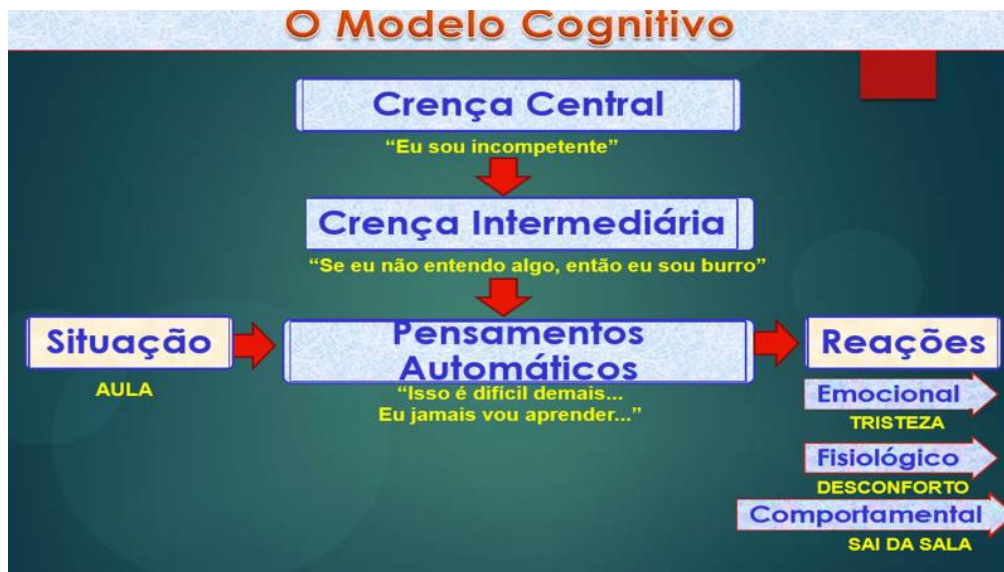 O Modelo Cognitivo
Crença Central
“Eu sou incompetente”
Crença Intermediária
“Se eu não entendo algo, então eu sou burro”
Situação
AULA
Pensamentos
Automáticos
“Isso é difícil demais...
Eu jamais vou aprender...”
Reações
Emocional
TRISTEZA
Fisiológico
DESCONFORTO
Comportamental
SAI DA SALA